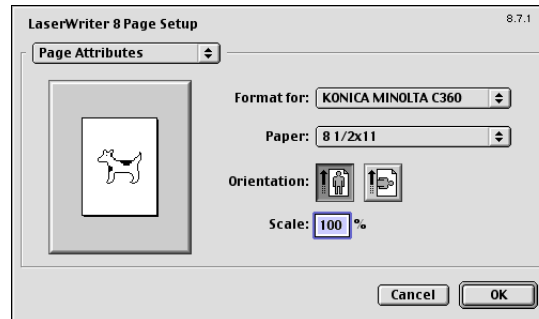 LaserWriter 8 Page Setup
8.7.1
Page Attributes
Format for: KONICA MINOLTA C360
Paper: 8 1/2x11
Orientation:
Scale: 100 %
Cancel OK